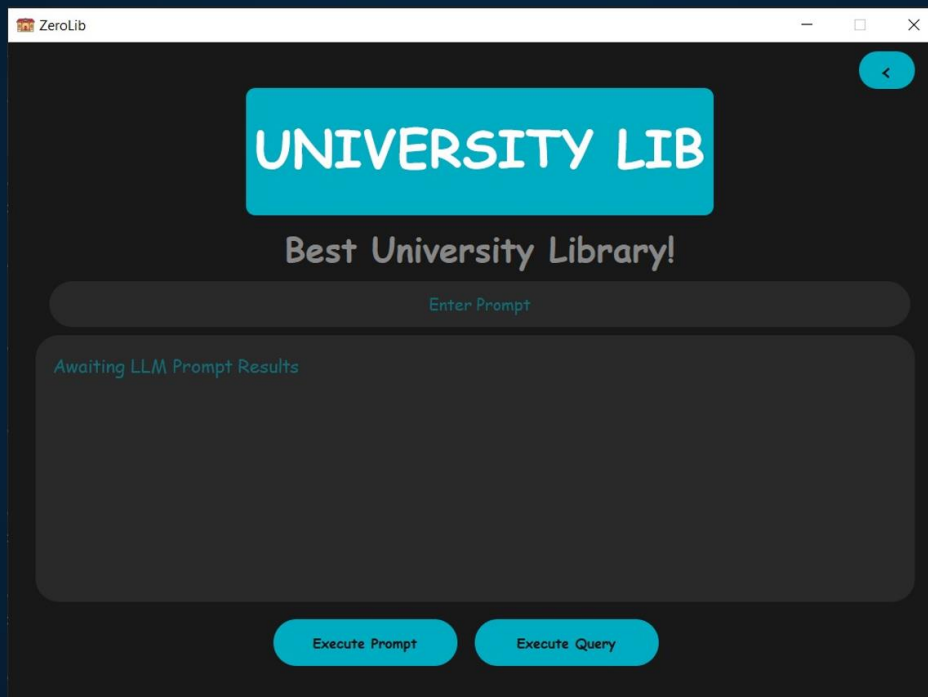 ZeroLib
<
UNIVERSITY LIB
Best University Library!
Enter Prompt
Awaiting LLM Prompt Results
Execute Prompt
Execute Query